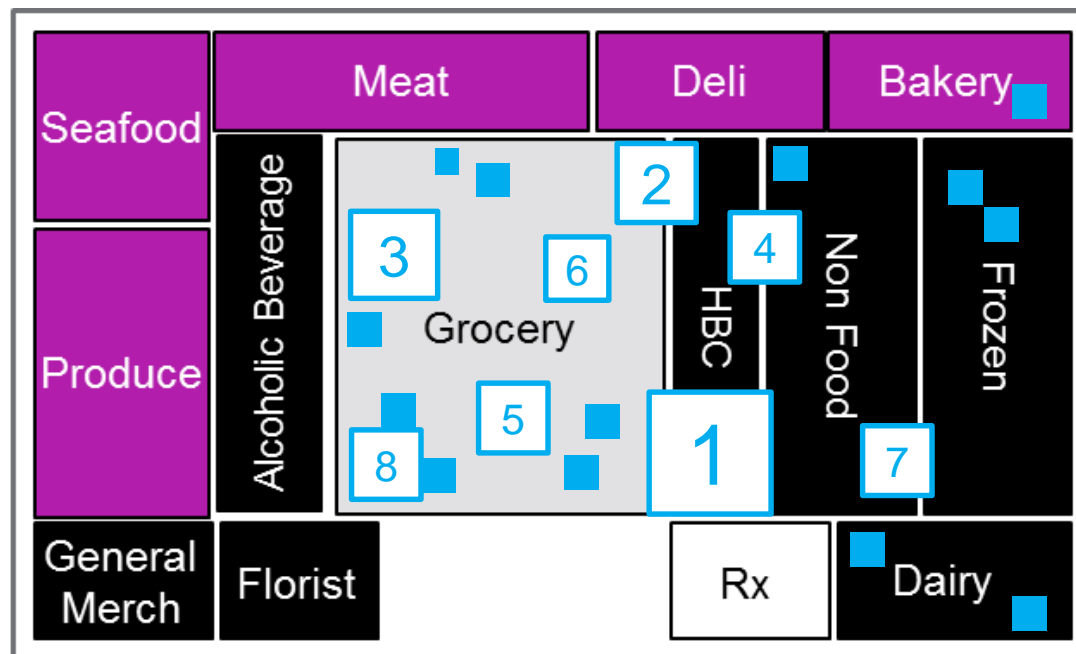 Meat
Deli
Bakery
Seafood
Alcoholic Beverage
2
3
4
6
HBC
Non Food
Frozen
Grocery
Produce
5
1
8
7
General
Merch
Florist
Rx
Dairy